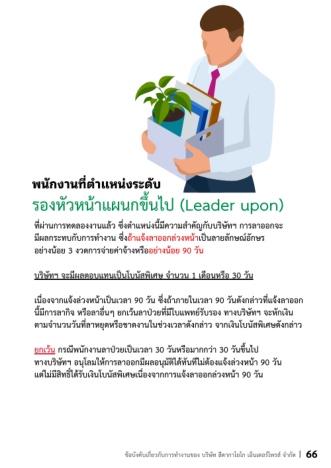 พนักงานที่ตำแหน่งระดับ
รองหัวหน้าแผนกขึ้นไป (Leader upon)
ที่ผ่านการทดลองงานแล้ว ซึ่งตำแหน่งนี้มีความสำคัญกับบริษัทฯ การลาออกจะ
มีผลกระทบกับการทำงาน ซึ่งถ้าแจ้งลาออกล่วงหน้าเป็นลายลักษณ์อักษร
อย่างน้อย 3 งวดการจ่ายค่าจ้างหรืออย่างน้อย 90 วัน
บริษัทฯ จะมีผลตอบแทนเป็นโบนัสพิเศษ จำนวน 1 เดือนหรือ 30 วัน
เนื่องจากแจ้งล่วงหน้าเป็นเวลา 90 วัน ซึ่งถ้าภายในเวลา 90 วันดังกล่าวที่แจ้งลาออก
นี้มีการลากิจ หรือลาอื่นๆ ยกเว้นลาป่วยที่มีใบแพทย์รับรอง ทางบริษัทฯ จะหักเงิน
ตามจำนวนวันที่ลาหยุดหรือขาดงานในช่วงเวลาดังกล่าว จากเงินโบนัสพิเศษดังกล่าว
ยกเว้น กรณีพนักงานลาป่วยเป็นเวลา 30 วันหรือมากกว่า 30 วันขึ้นไป
ทางบริษัทฯ อนุโลมให้การลาออกมีผลอนุมัติได้ทันทีไม่ต้องแจ้งล่วงหน้า 90 วัน
แต่ไม่มีสิทธิ์ได้รับเงินโบนัสพิเศษเนื่องจากการแจ้งลาออกล่วงหน้า 90 วัน
ข้อบังคับเกี่ยวกับการทำงานของ บริษัท ฮีดากาโยโก เอ็นเตอร์ไพรส์ จำกัด | 66